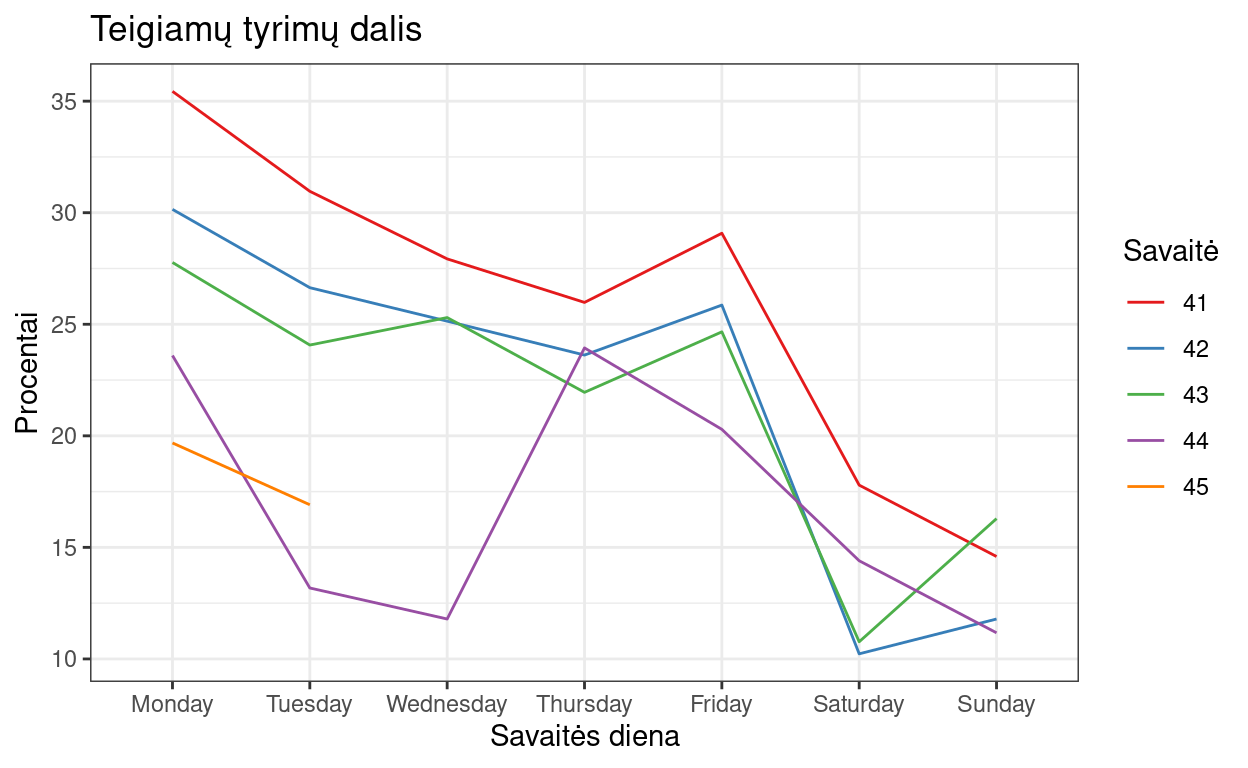 Teigiamų tyrimų dalis
Procentai
35
30
25
20
15
10
Monday Tuesday Wednesday Thursday Friday Saturday Sunday
Savaitės diena
Savaitė
41
42
43
44
45